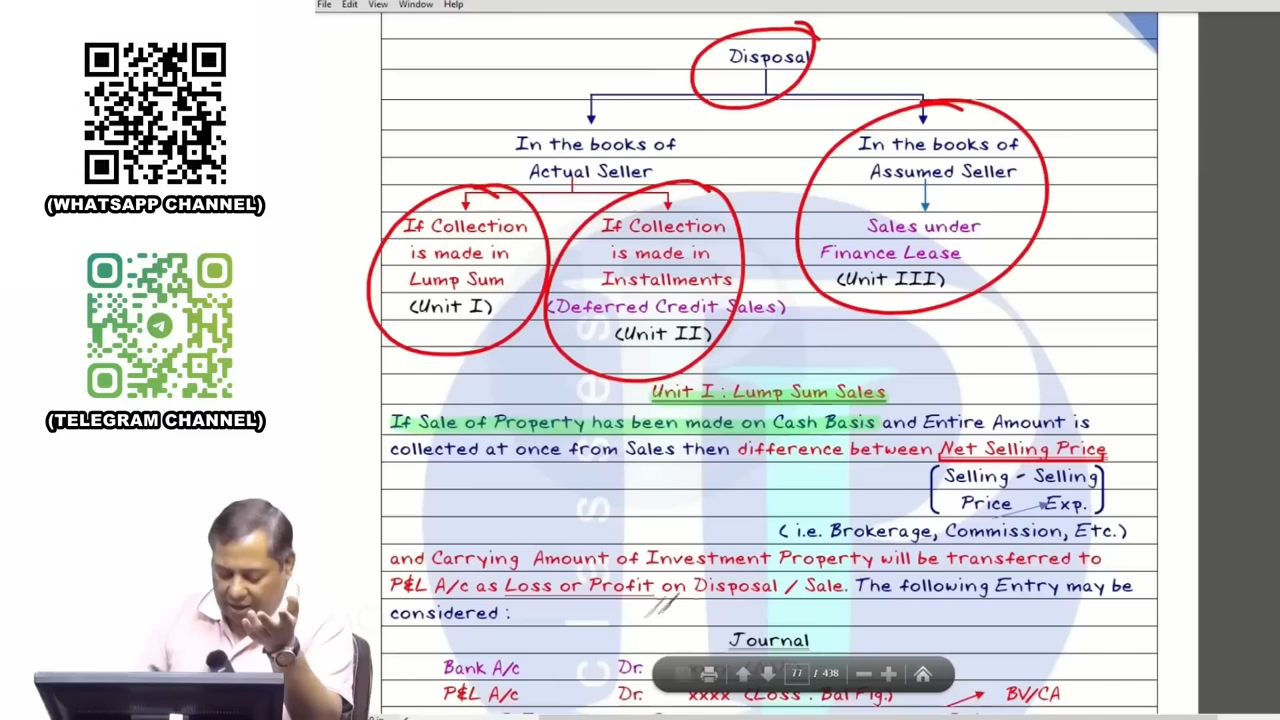 File Edit View Window Help
Disposal
In the books of
Actual Seller
In the books of
Assumed Seller
If Collection
is made in
Lump Sum
(Unit I)
If Collection
is made in
Installments
(Deferred Credit Sales)
(Unit II)
Sales under
Finance Lease
(Unit III)
Unit I : Lump Sum Sales
If Sale of Property has been made on Cash Basis and Entire Amount is
collected at once from Sales then difference between Net Selling Price
Selling - Selling
Price Exp.
( i.e. Brokerage, Commission, Etc.)
and Carrying Amount of Investment Property will be transferred to
P&L A/c as Loss or Profit on Disposal / Sale. The following Entry may be
considered :
Journal
Bank A/c Dr.
P&L A/c Dr. xxxx (Loss : Bal Fig.) BV/CA
77 / 438
(WHATSAPP CHANNEL)
(TELEGRAM CHANNEL)
classes